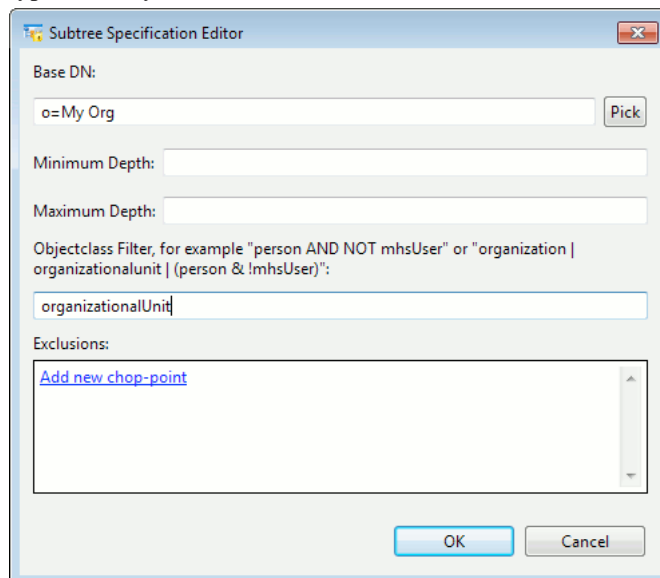 Subtree Specification Editor
Base DN:
o=My Org
Pick
Minimum Depth:
Maximum Depth:
Objectclass Filter, for example "person AND NOT mhsUser" or "organization |
organizationalunit | (person & !mhsUser)":
organizationalUnit
Exclusions:
Add new chop-point
OK
Cancel